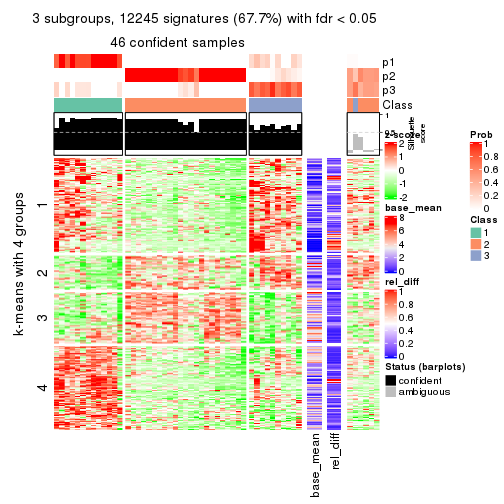 3 subgroups, 12245 signatures (67.7%) with fdr < 0.05
46 confident samples
p1
p2
p3
Class
1
0.5
Silhouette
score
k-means with 4 groups
1
2
3
4
base_mean
rel_diff
z-score
2
1
0
-1
-2
base_mean
8
6
4
2
0
rel_diff
1
0.8
0.6
0.4
0.2
0
Status (barplots)
confident
ambiguous
Prob
1
0.8
0.6
0.4
0.2
0
Class
1
2
3